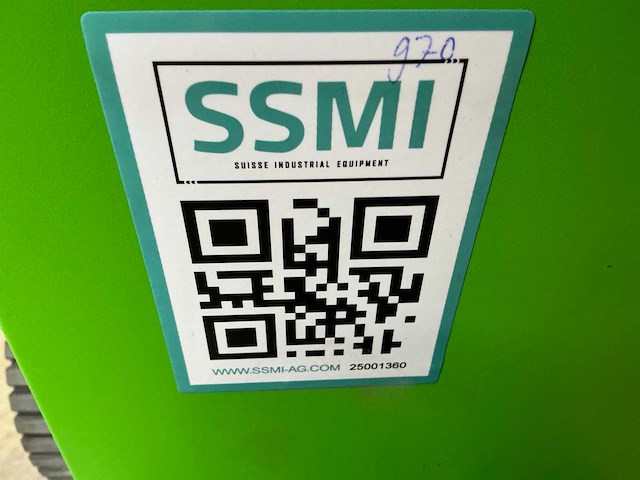 970
SSMI
SUISSE INDUSTRIAL EQUIPMENT
WWW.SSMI-AG.COM 25001360